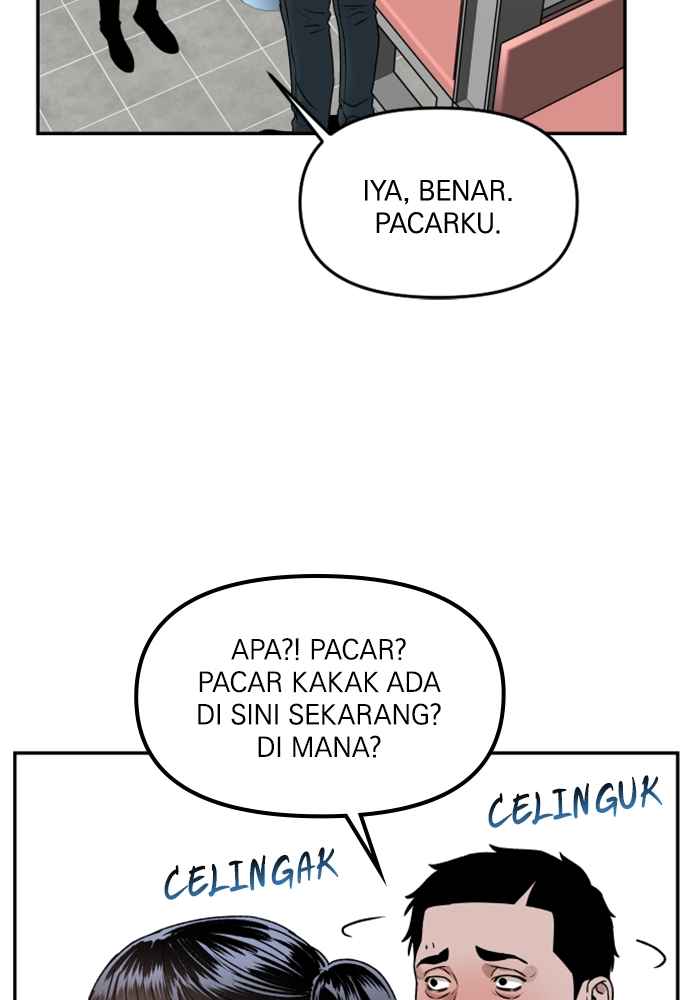 IYA, BENAR.
PACARKU.
APA?! PACAR?
PACAR KAKAK ADA
DI SINI SEKARANG?
DI MANA?
CELINGUK
CELINGAK